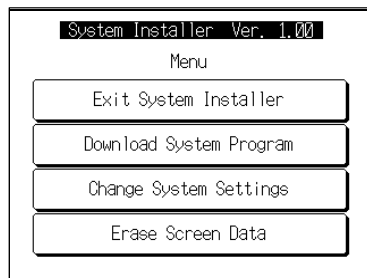 System Installer Ver. 1.00
Menu
Exit System Installer
Download System Program
Change System Settings
Erase Screen Data